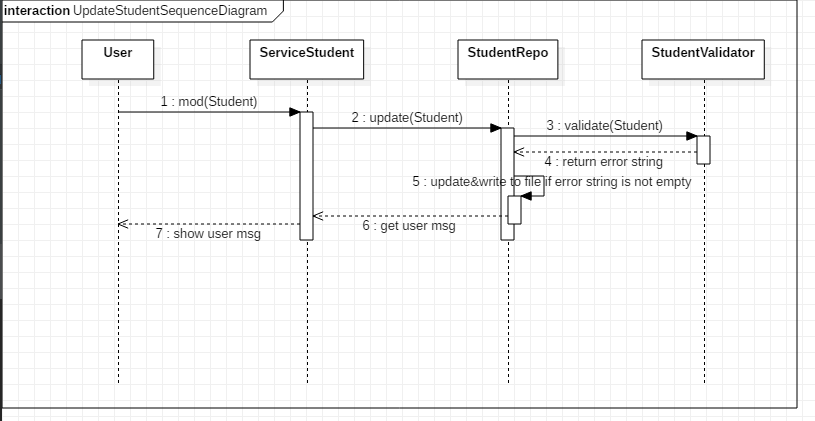 interaction UpdateStudentSequenceDiagram
User
ServiceStudent
StudentRepo
StudentValidator
1 : mod(Student)
2 : update(Student)
3 : validate(Student)
4 : return error string
5 : update&write to file if error string is not empty
6 : get user msg
7 : show user msg